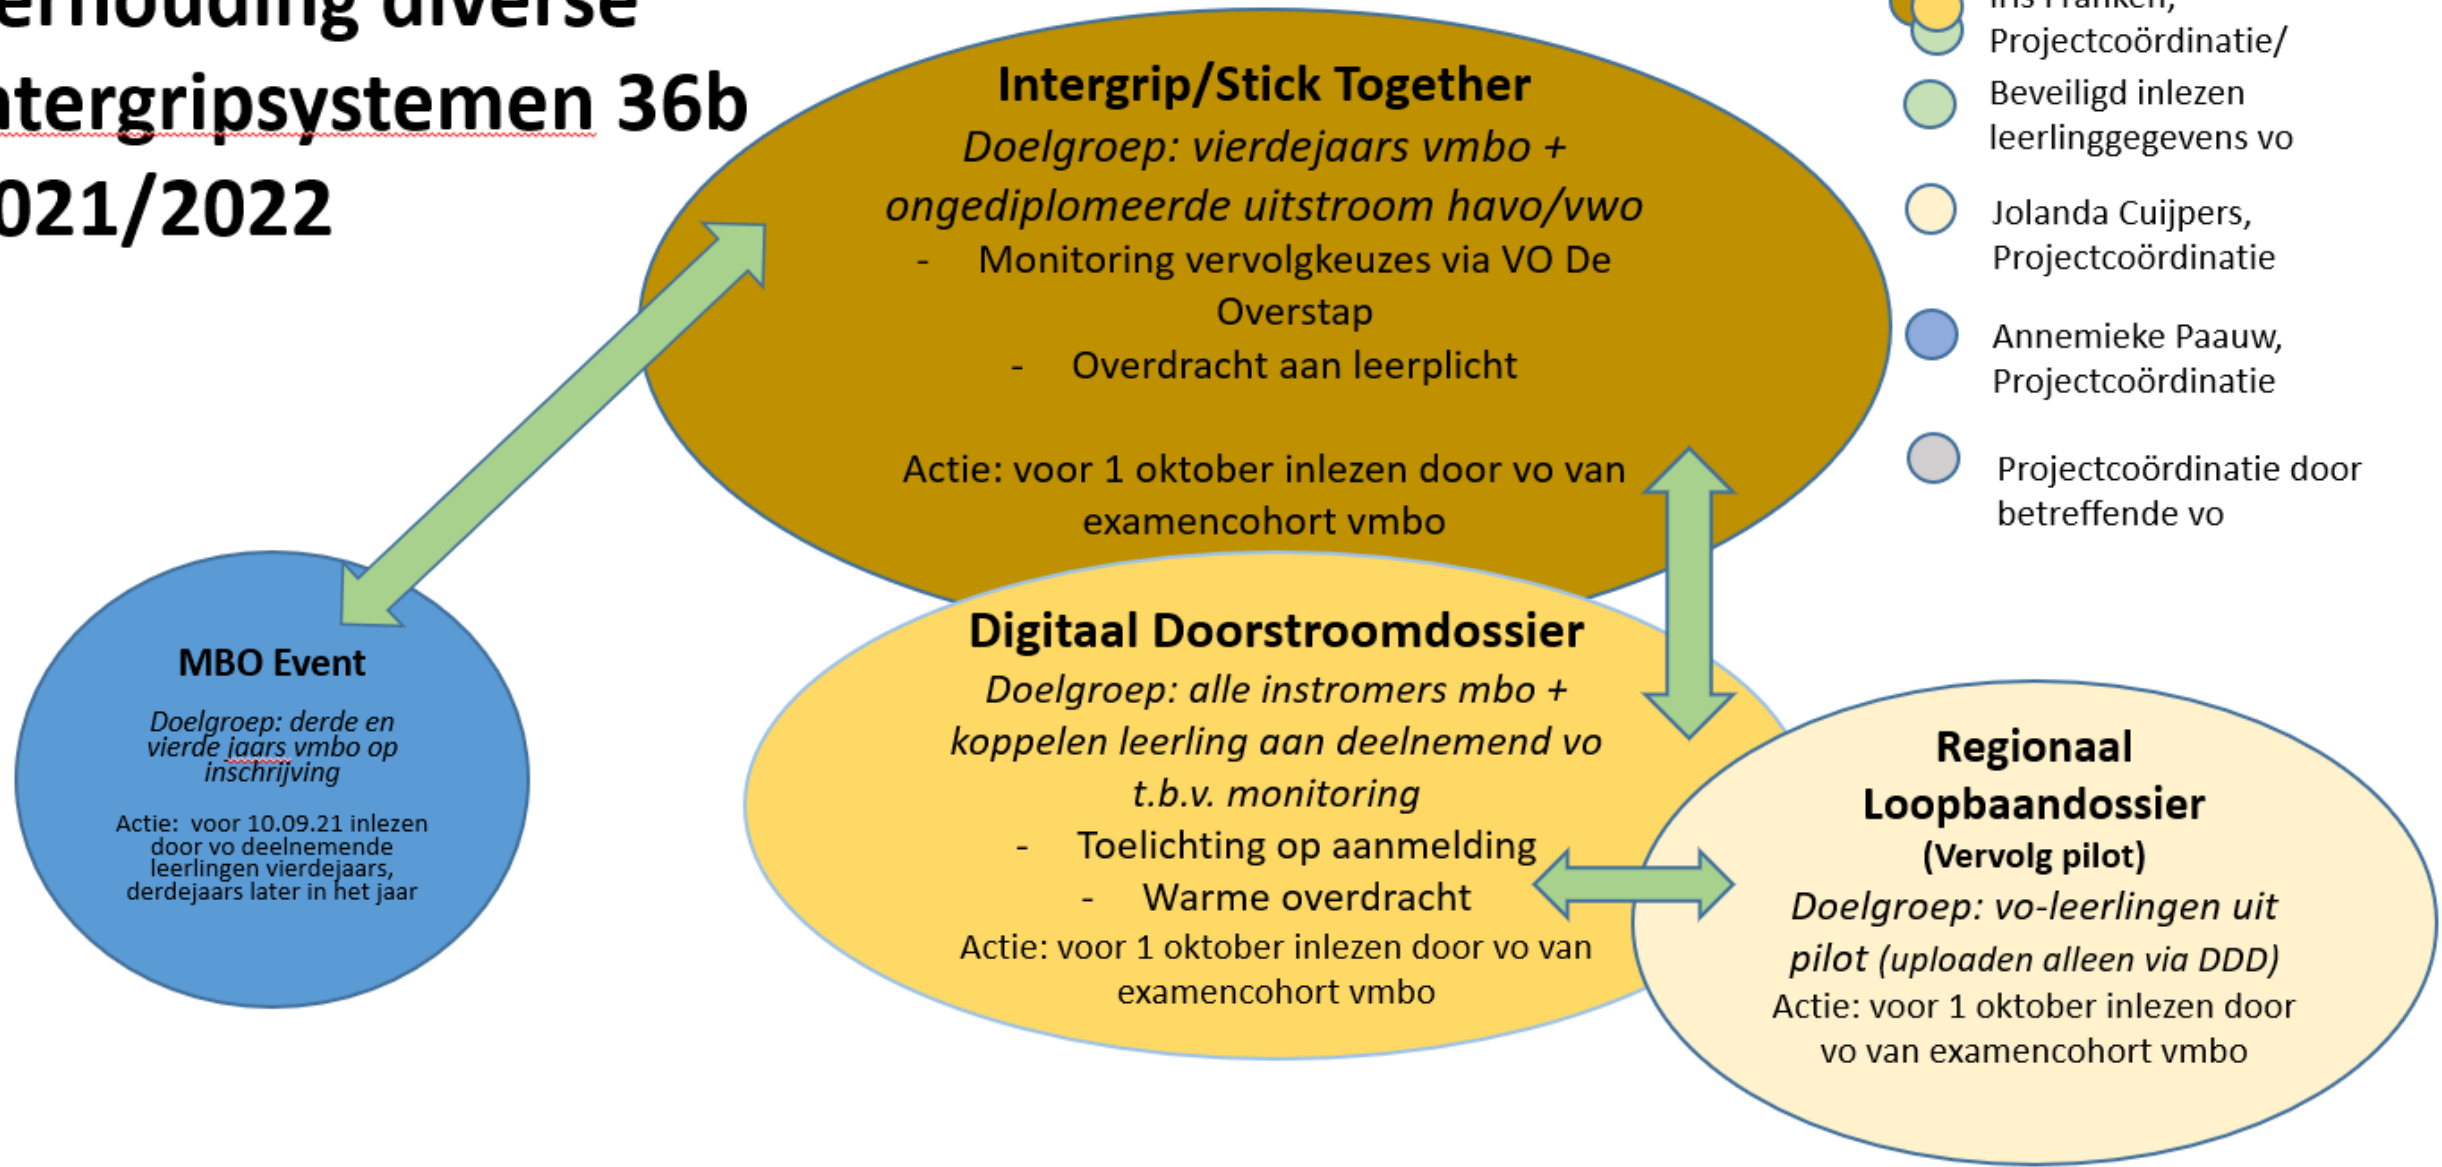 erhouding diverse
ntergripsystemen 36b
021/2022
Intergrip/Stick Together
Doelgroep: vierdejaars vmbo +
ongediplomeerde uitstroom havo/vwo
- Monitoring vervolgkeuzes via VO De
Overstap
- Overdracht aan leerplicht
Actie: voor 1 oktober inlezen door vo van
examencohort vmbo
Iris Franken,
Projectcoördinatie/
Beveiligd inlezen
leerlinggegevens vo
Jolanda Cuijpers,
Projectcoördinatie
Annemieke Paauw,
Projectcoördinatie
Projectcoördinatie door
betreffende vo
MBO Event
Doelgroep: derde en
vierde jaars vmbo op
inschrijving
Actie: voor 10.09.21 inlezen
door vo deelnemende
leerlingen vierdejaars,
derdejaars later in het jaar
Digitaal Doorstroomdossier
Doelgroep: alle instromers mbo +
koppelen leerling aan deelnemend vo
t.b.v. monitoring
- Toelichting op aanmelding
- Warme overdracht
Actie: voor 1 oktober inlezen door vo van
examencohort vmbo
Regionaal
Loopbaandossier
(Vervolg pilot)
Doelgroep: vo-leerlingen uit
pilot (uploaden alleen via DDD)
Actie: voor 1 oktober inlezen door
vo van examencohort vmbo